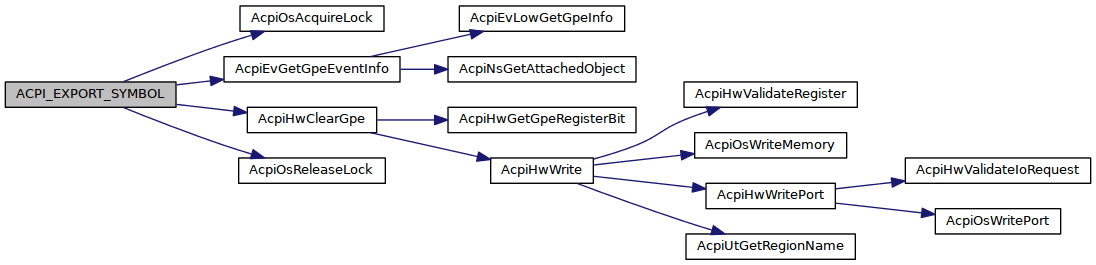 ACPI_EXPORT_SYMBOL
AcpiOsAcquireLock
AcpiEvGetGpeEventInfo
AcpiHwClearGpe
AcpiOsReleaseLock
AcpiEvLowGetGpeInfo
AcpiNsGetAttachedObject
AcpiHwGetGpeRegisterBit
AcpiHwWrite
AcpiHwValidateRegister
AcpiOsWriteMemory
AcpiHwWritePort
AcpiUtGetRegionName
AcpiHwValidateIoRequest
AcpiOsWritePort